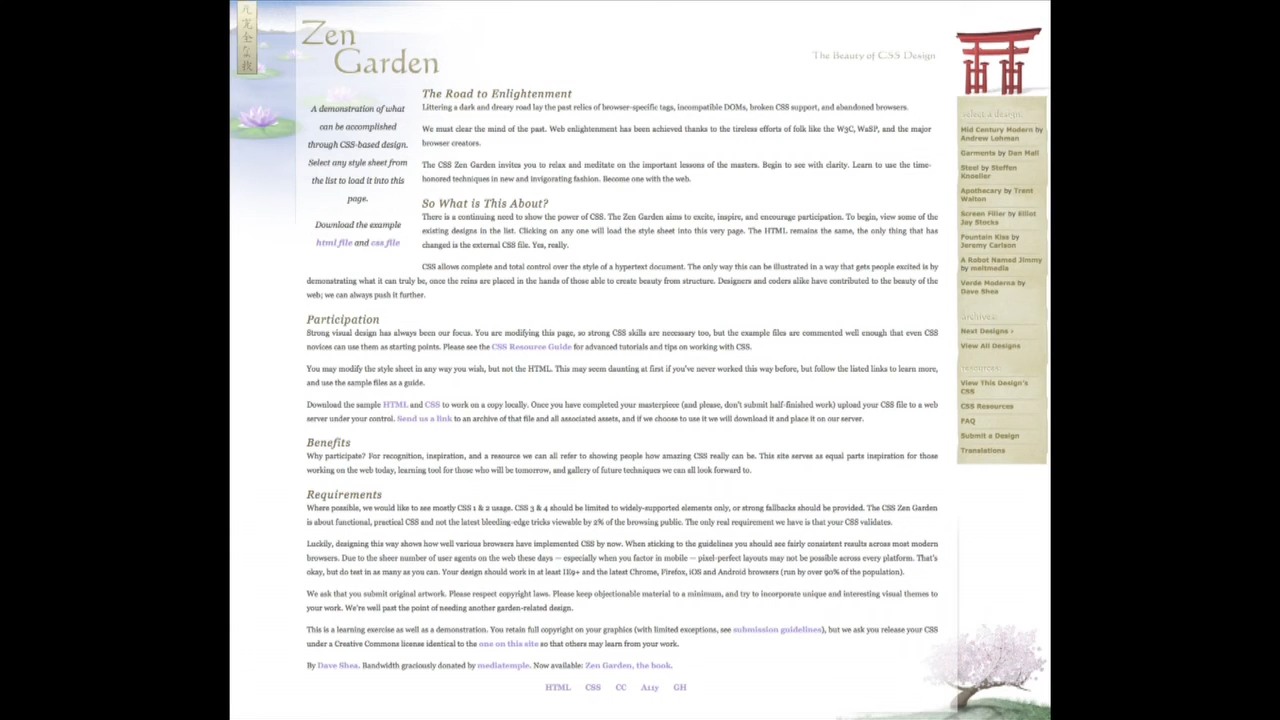 Zen
Garden
The Beauty of CSS Design
A demonstration of what
can be accomplished
through CSS-based design.
Select any style sheet from
the list to load it into this
page.
Download the example
html file and css file
The Road to Enlightenment
Littering a dark and dreary road lay the past relics of browser-specific tags, incompatible DOMs, broken CSS support, and abandoned browsers.
We must clear the mind of the past. Web enlightenment has been achieved thanks to the tireless efforts of folk like the W3C, WaSP, and the major
browser creators.
The CSS Zen Garden invites you to relax and meditate on the important lessons of the masters. Begin to see with clarity. Learn to use the time-
honored techniques in new and invigorating fashion. Become one with the web.
So What is This About?
There is a continuing need to show the power of CSS. The Zen Garden aims to excite, inspire, and encourage participation. To begin, view some of the
existing designs in the list. Clicking on any one will load the style sheet into this very page. The HTML remains the same, the only thing that has
changed is the external CSS file. Yes, really.
CSS allows complete and total control over the style of a hypertext document. The only way this can be illustrated in a way that gets people excited is by
demonstrating what it can truly be, once the reins are placed in the hands of those able to create beauty from structure. Designers and coders alike have contributed to the beauty of the
web; we can always push it further.
Participation
Strong visual design has always been our focus. You are modifying this page, so strong CSS skills are necessary too, but the example files are commented well enough that even CSS
novices can use them as starting points. Please see the CSS Resource Guide for advanced tutorials and tips on working with CSS.
You may modify the style sheet in any way you wish, but not the HTML. This may seem daunting at first if you've never worked this way before, but follow the listed links to learn more,
and use the sample files as a guide.
Download the sample HTML and CSS to work on a copy locally. Once you have completed your masterpiece (and please, don't submit half-finished work) upload your CSS file to a web
server under your control. Send us a link to an archive of that file and all associated assets, and if we choose to use it we will download it and place it on our server.
Benefits
Why participate? For recognition, inspiration, and a resource we can all refer to showing people how amazing CSS really can be. This site serves as equal parts inspiration for those
working on the web today, learning tool for those who will be tomorrow, and gallery of future techniques we can all look forward to.
Requirements
Where possible, we would like to see mostly CSS 1 & 2 usage. CSS 3 & 4 should be limited to widely-supported elements only, or strong fallbacks should be provided. The CSS Zen Garden
is about functional, practical CSS and not the latest bleeding-edge tricks viewable by 2% of the browsing public. The only real requirement we have is that your CSS validates.
Luckily, designing this way shows how well various browsers have implemented CSS by now. When sticking to the guidelines you should see fairly consistent results across most modern
browsers. Due to the sheer number of user agents on the web these days — especially when you factor in mobile — pixel-perfect layouts may not be possible across every platform. That's
okay, but do test in as many as you can. Your design should work in at least IE9+ and the latest Chrome, Firefox, iOS and Android browsers (run by over 90% of the population).
We ask that you submit original artwork. Please respect copyright laws. Please keep objectionable material to a minimum, and try to incorporate unique and interesting visual themes to
your work. We're well past the point of needing another garden-related design.
This is a learning exercise as well as a demonstration. You retain full copyright on your graphics (with limited exceptions, see submission guidelines), but we ask you release your CSS
under a Creative Commons license identical to the one on this site so that others may learn from your work.
By Dave Shea. Bandwidth graciously donated by mediatemple. Now available: Zen Garden, the book.
HTML CSS CC A11y GH
select a design:
Mid Century Modern by
Andrew Lohman
Garments by Dan Mall
Steel by Steffen
Knoeller
Apothecary by Trent
Walton
Screen Filler by Elliot
Jay Stocks
Fountain Kiss by
Jeremy Carlson
A Robot Named Jimmy
by meltmedia
Verde Moderna by
Dave Shea
archives:
Next Designs ›
View All Designs
resources:
View This Design's
CSS
CSS Resources
FAQ
Submit a Design
Translations